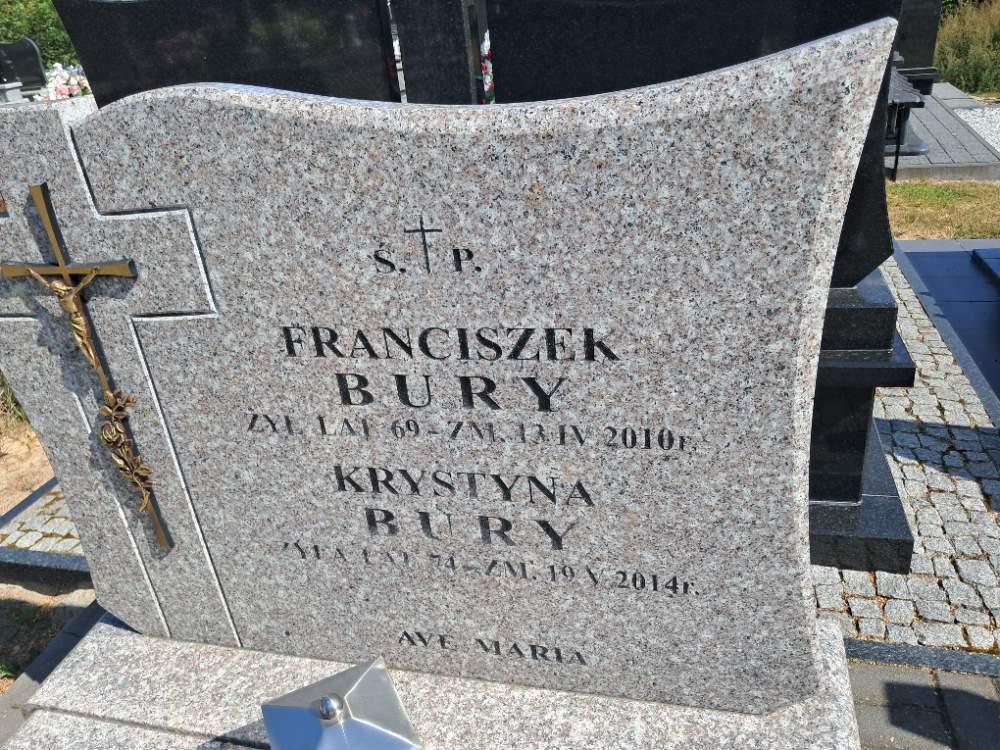 Ś. P.
FRANCISZEK
BURY
ŻYŁ LAT 69 - ZM. 13 IV 2010r.
KRYSTYNA
BURY
ŻYŁA LAT 74 - ZM. 19 V 2014r.
AVE MARIA